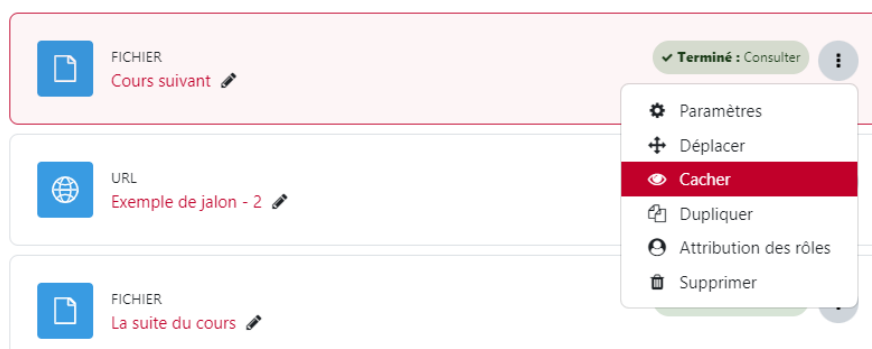 FICHIER
Cours suivant
✔ Terminé : Consulter
Paramètres
Déplacer
Cacher
Dupliquer
Attribution des rôles
Supprimer
URL
Exemple de jalon - 2
FICHIER
La suite du cours